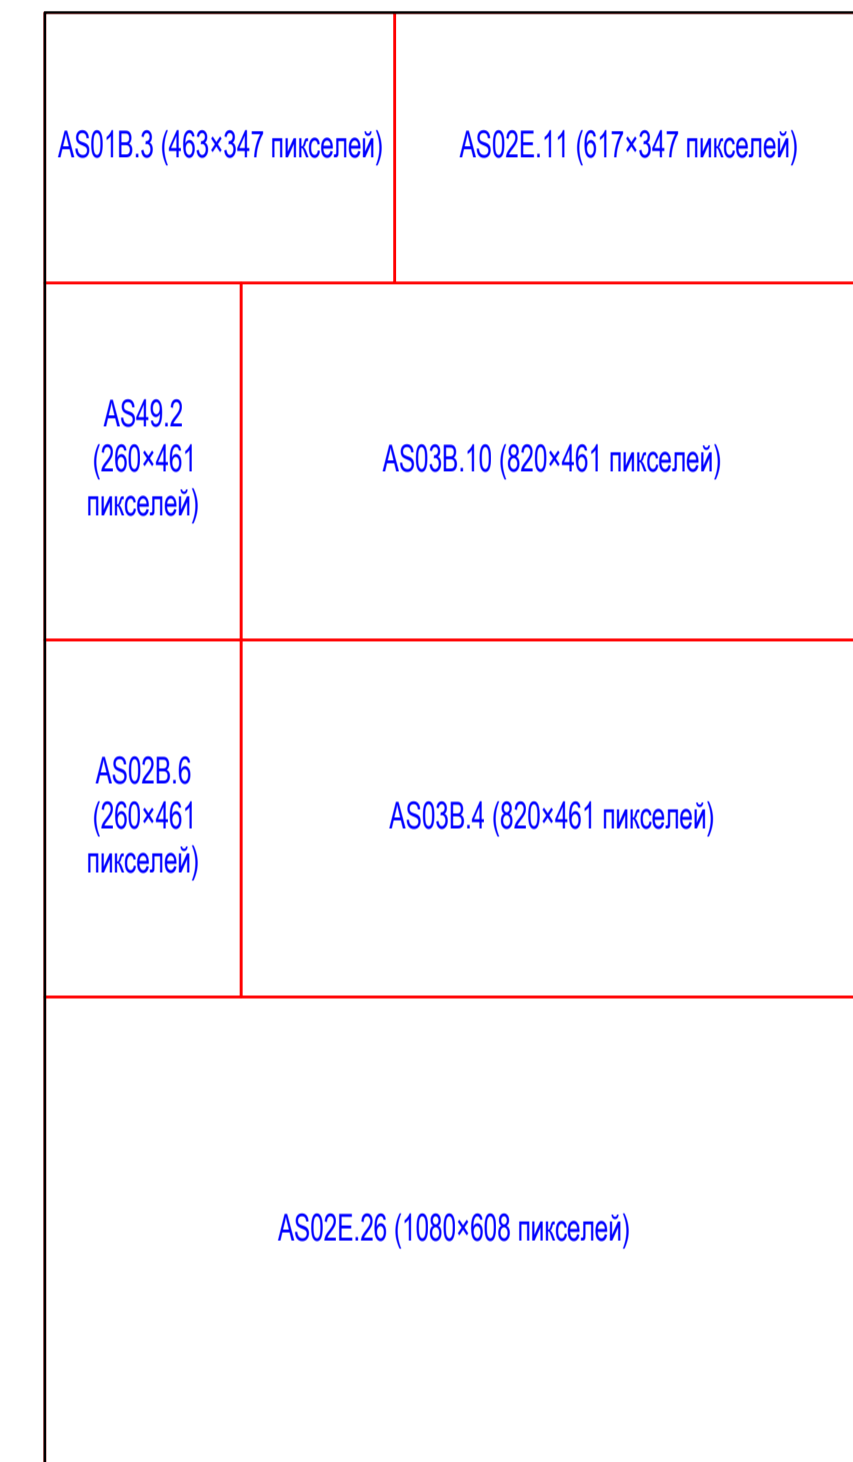 AS01B.3 (463×347 пикселей)
AS02E.11 (617×347 пикселей)
AS49.2
(260×461
пикселей)
AS03B.10 (820×461 пикселей)
AS02B.6
(260×461
пикселей)
AS03B.4 (820×461 пикселей)
AS02E.26 (1080×608 пикселей)